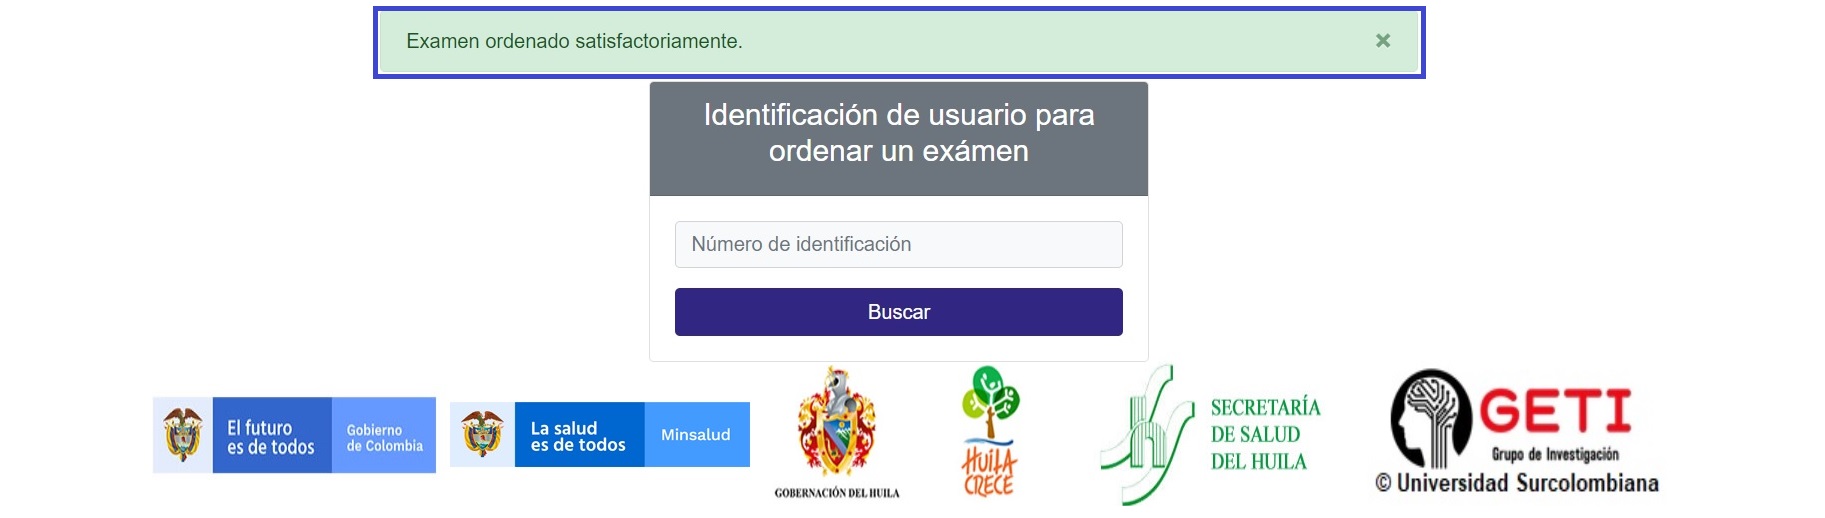 Examen ordenado satisfactoriamente. ×
Identificación de usuario para
ordenar un exámen
Número de identificación
Buscar
El futuro
es de todos
Gobierno
de Colombia
La salud
es de todos
Minsalud
GOBERNACIÓN DEL HUILA
HUILA
CRECE
SECRETARÍA
DE SALUD
DEL HUILA
GETI
Grupo de Investigación
© Universidad Surcolombiana